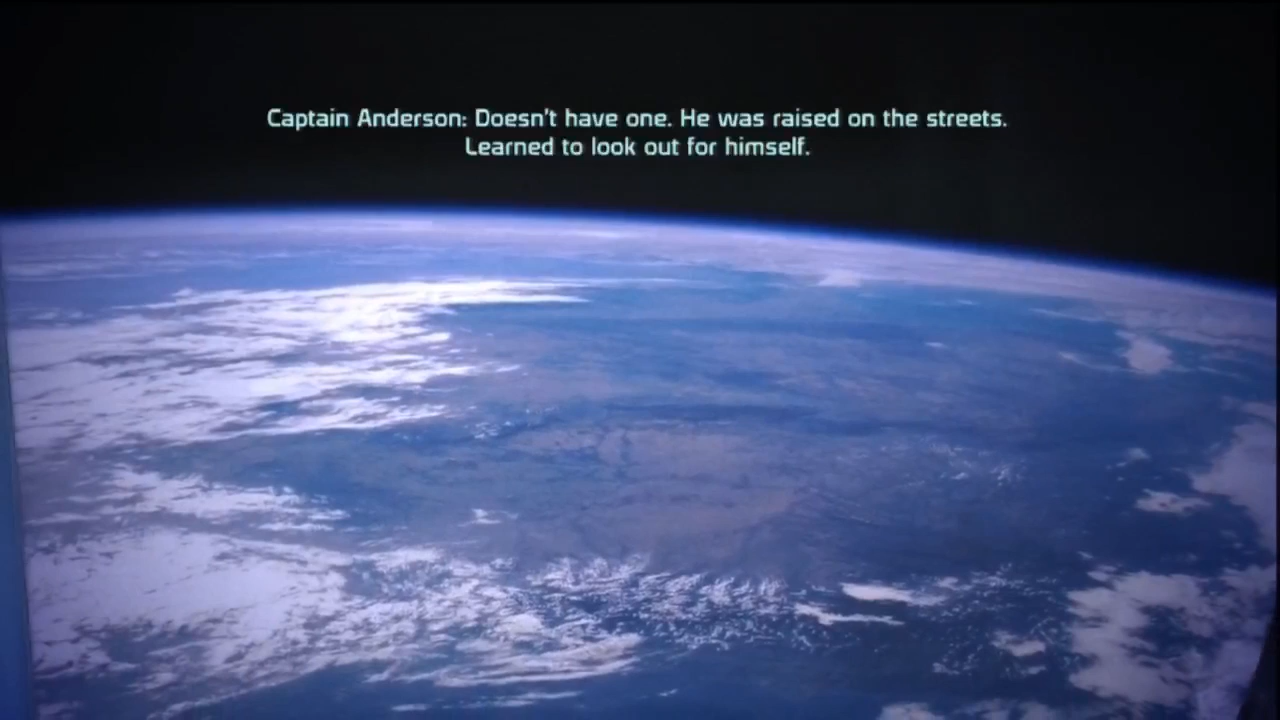 Captain Anderson: Doesn't have one. He was raised on the streets.
Learned to look out for himself.